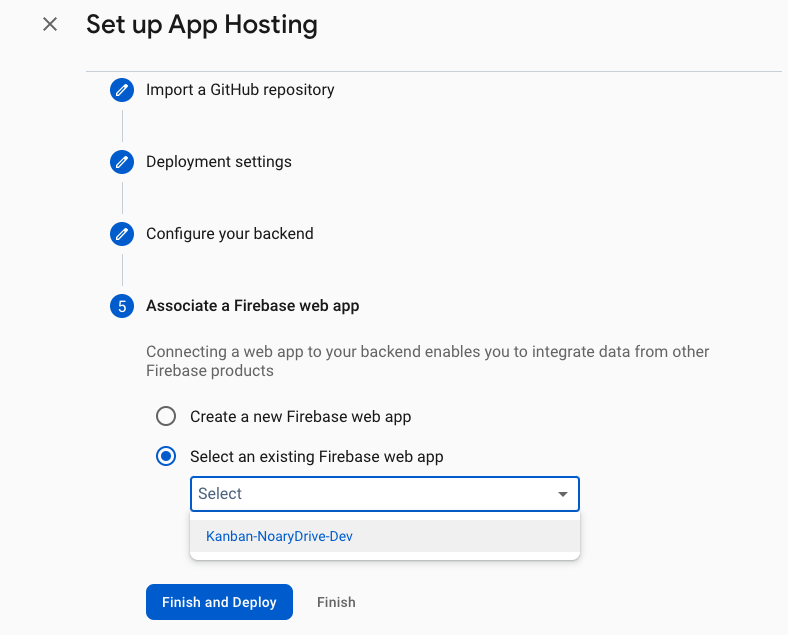 Set up App Hosting
Import a GitHub repository
Deployment settings
Configure your backend
5 Associate a Firebase web app
Connecting a web app to your backend enables you to integrate data from other
Firebase products
Create a new Firebase web app
Select an existing Firebase web app
Select
Kanban-NoaryDrive-Dev
Finish and Deploy Finish